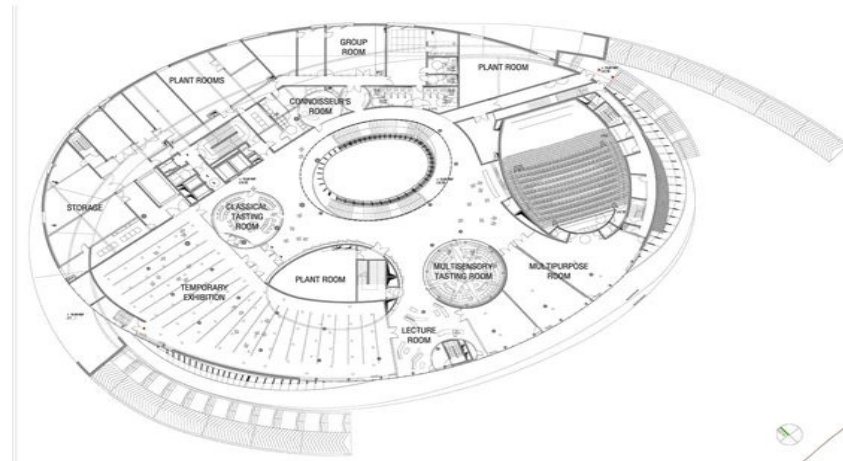 GROUP
ROOM
PLANT ROOM
PLANT ROOMS
CONNOISSEUR'S
ROOM
STORAGE
CLASSICAL
TASTING
ROOM
PLANT ROOM
MULTISENSORY
TASTING ROOM
MULTIPURPOSE
ROOM
TEMPORARY
EXHIBITION
LECTURE
ROOM